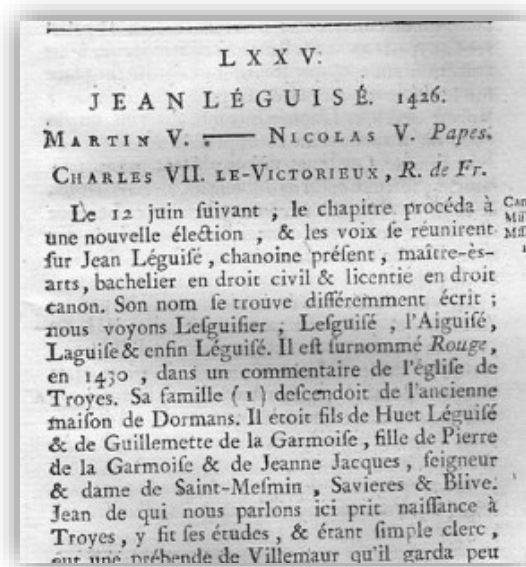 LXXV.
JEAN LÉGUISÉ. 1426.
MARTIN V. — NICOLAS V. Papes.
CHARLES VII. LE-VICTORIEUX, R. de Fr.
Le 12 juin ſuivant ; le chapitre procéda à
une nouvelle élection, & les voix ſe réunirent
ſur Jean Léguiſé, chanoine préſent, maître-ès-
arts, bachelier en droit civil & licentié en droit
canon. Son nom ſe trouve différemment écrit ;
nous voyons Leſguiſier ; Leſguiſé, l'Aiguiſé,
Laguiſe & enfin Léguiſé. Il eſt ſurnommé Rouge,
en 1430, dans un commentaire de l'égliſe de
Troyes. Sa famille (1) deſcendoit de l'ancienne
maiſon de Dormans. Il étoit fils de Huet Léguiſé
& de Guillemette de la Garmoiſe, fille de Pierre
de la Garmoiſe & de Jeanne Jacques, ſeigneur
& dame de Saint-Meſmin, Savieres & Blive.
Jean de qui nous parlons ici prit naiſſance à
Troyes, y fit ſes études, & étant ſimple clerc,
eut une prébende de Villemaur qu'il garda peu